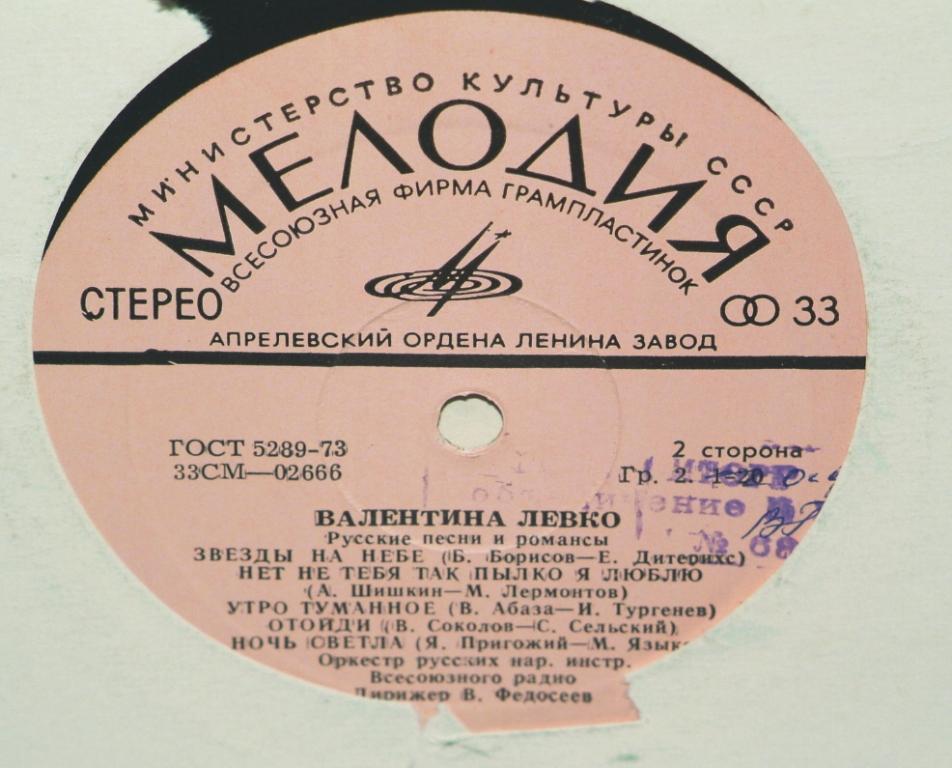 МИНИСТЕРСТВО КУЛЬТУРЫ СССР
МЕЛОДИЯ
ВСЕСОЮЗНАЯ ФИРМА ГРАМПЛАСТИНОК
СТЕРЕО
33
АПРЕЛЕВСКИЙ ОРДЕНА ЛЕНИНА ЗАВОД
ГОСТ 5289-73
33СМ—02666
2 сторона
Гр. 2. 1-20
ВАЛЕНТИНА ЛЕВКО
Русские песни и романсы
ЗВЕЗДЫ НА НЕБЕ (Б. Борисов—Е. Дитерихс)
НЕТ НЕ ТЕБЯ ТАК ПЫЛКО Я ЛЮБЛЮ
(А. Шишкин—М. Лермонтов)
УТРО ТУМАННОЕ (В. Абаза—И. Тургенев)
ОТОЙДИ (В. Соколов—С. Сельский)
НОЧЬ СВЕТЛА (Я. Пригожий—М.
Оркестр русских нар. инстр.
Всесоюзного радио
Дирижер В. Федосеев